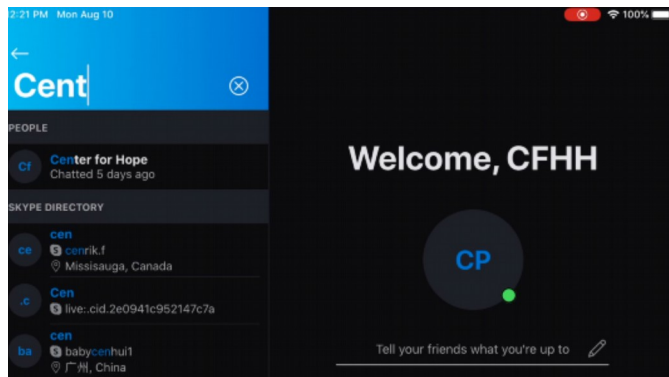 2:21 PM Mon Aug 10
100%
Cent
PEOPLE
Cf
Center for Hope
Chatted 5 days ago
SKYPE DIRECTORY
ce
cen
cenrik.f
Missisauga, Canada
.c
Cen
live:.cid.2e0941c952147c7a
ba
cen
babycenhui1
广州, China
Welcome, CFHH
CP
Tell your friends what you're up to